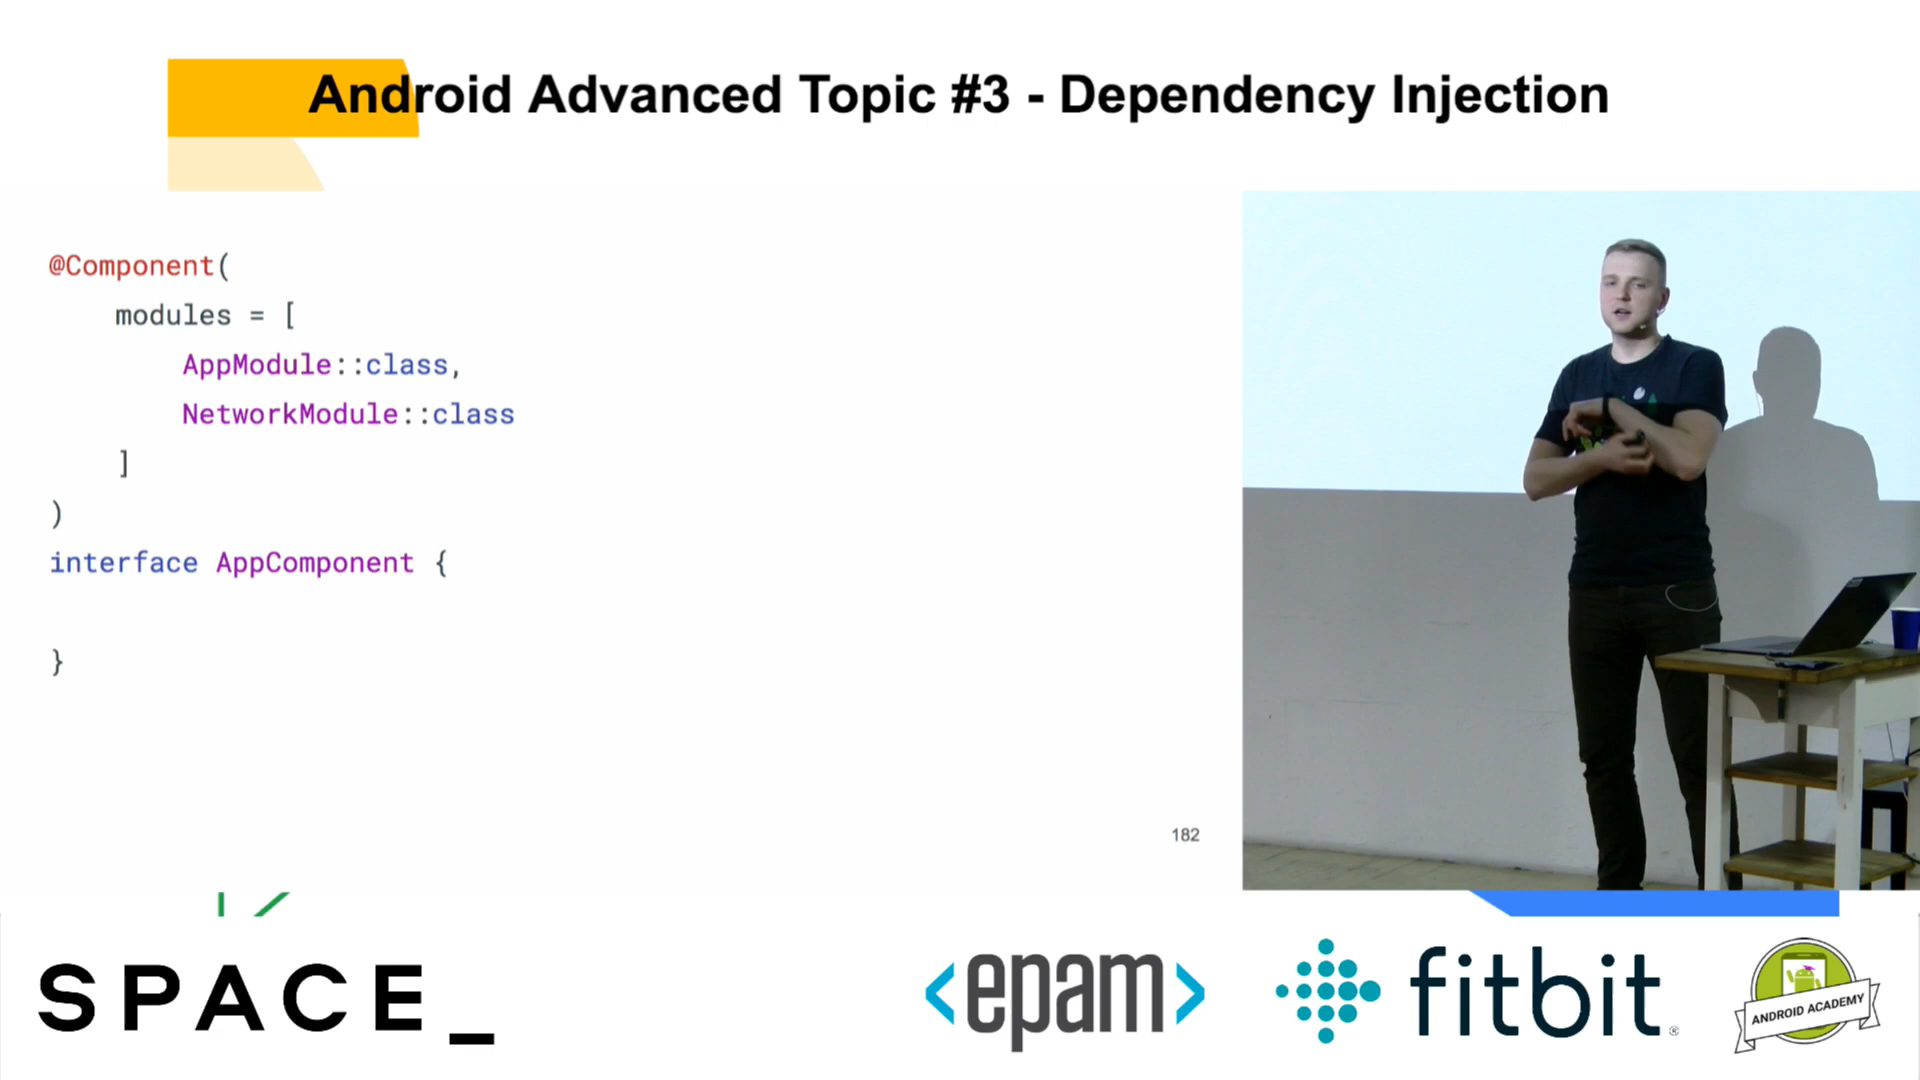 Android Advanced Topic #3 - Dependency Injection
@Component(
    modules = [
        AppModule::class,
        NetworkModule::class
    ]
)
interface AppComponent {
}
182
SPACE_
<epam>
fitbit®
ANDROID ACADEMY